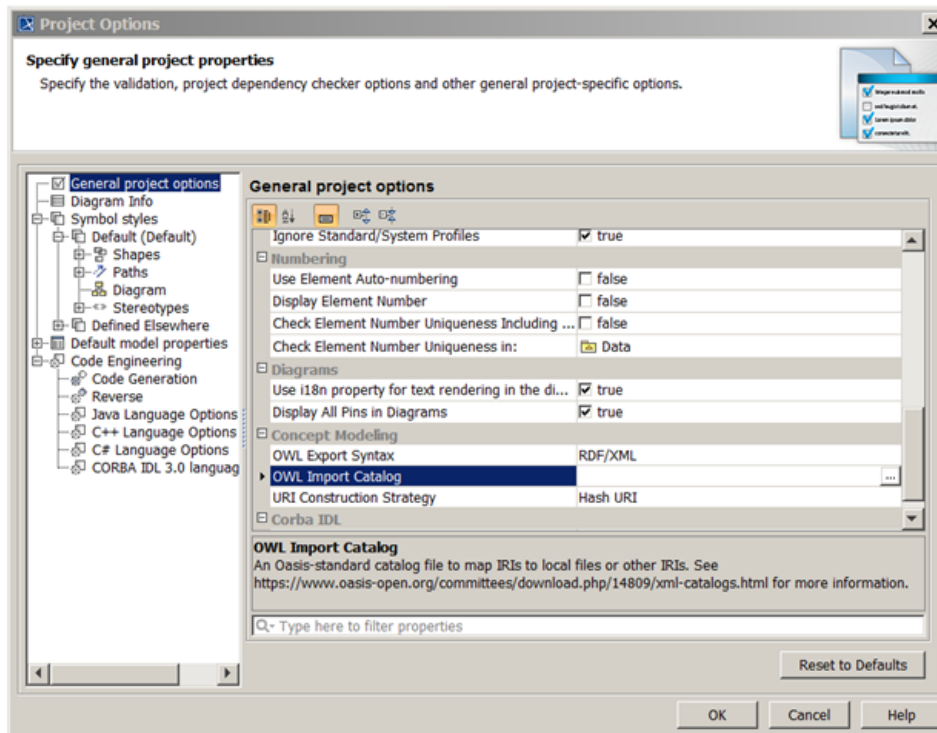 Project Options
Specify general project properties
Specify the validation, project dependency checker options and other general project-specific options.
General project options
Diagram Info
Symbol styles
Default (Default)
Shapes
Paths
Diagram
Stereotypes
Defined Elsewhere
Default model properties
Code Engineering
Code Generation
Reverse
Java Language Options
C++ Language Options
C# Language Options
CORBA IDL 3.0 languag
General project options
Ignore Standard/System Profiles true
Numbering
Use Element Auto-numbering false
Display Element Number false
Check Element Number Uniqueness Including ... false
Check Element Number Uniqueness in: Data
Diagrams
Use i18n property for text rendering in the di... true
Display All Pins in Diagrams true
Concept Modeling
OWL Export Syntax RDF/XML
OWL Import Catalog ...
URI Construction Strategy Hash URI
Corba IDL
OWL Import Catalog
An Oasis-standard catalog file to map IRIs to local files or other IRIs. See
https://www.oasis-open.org/committees/download.php/14809/xml-catalogs.html for more information.
Type here to filter properties
Reset to Defaults
OK Cancel Help